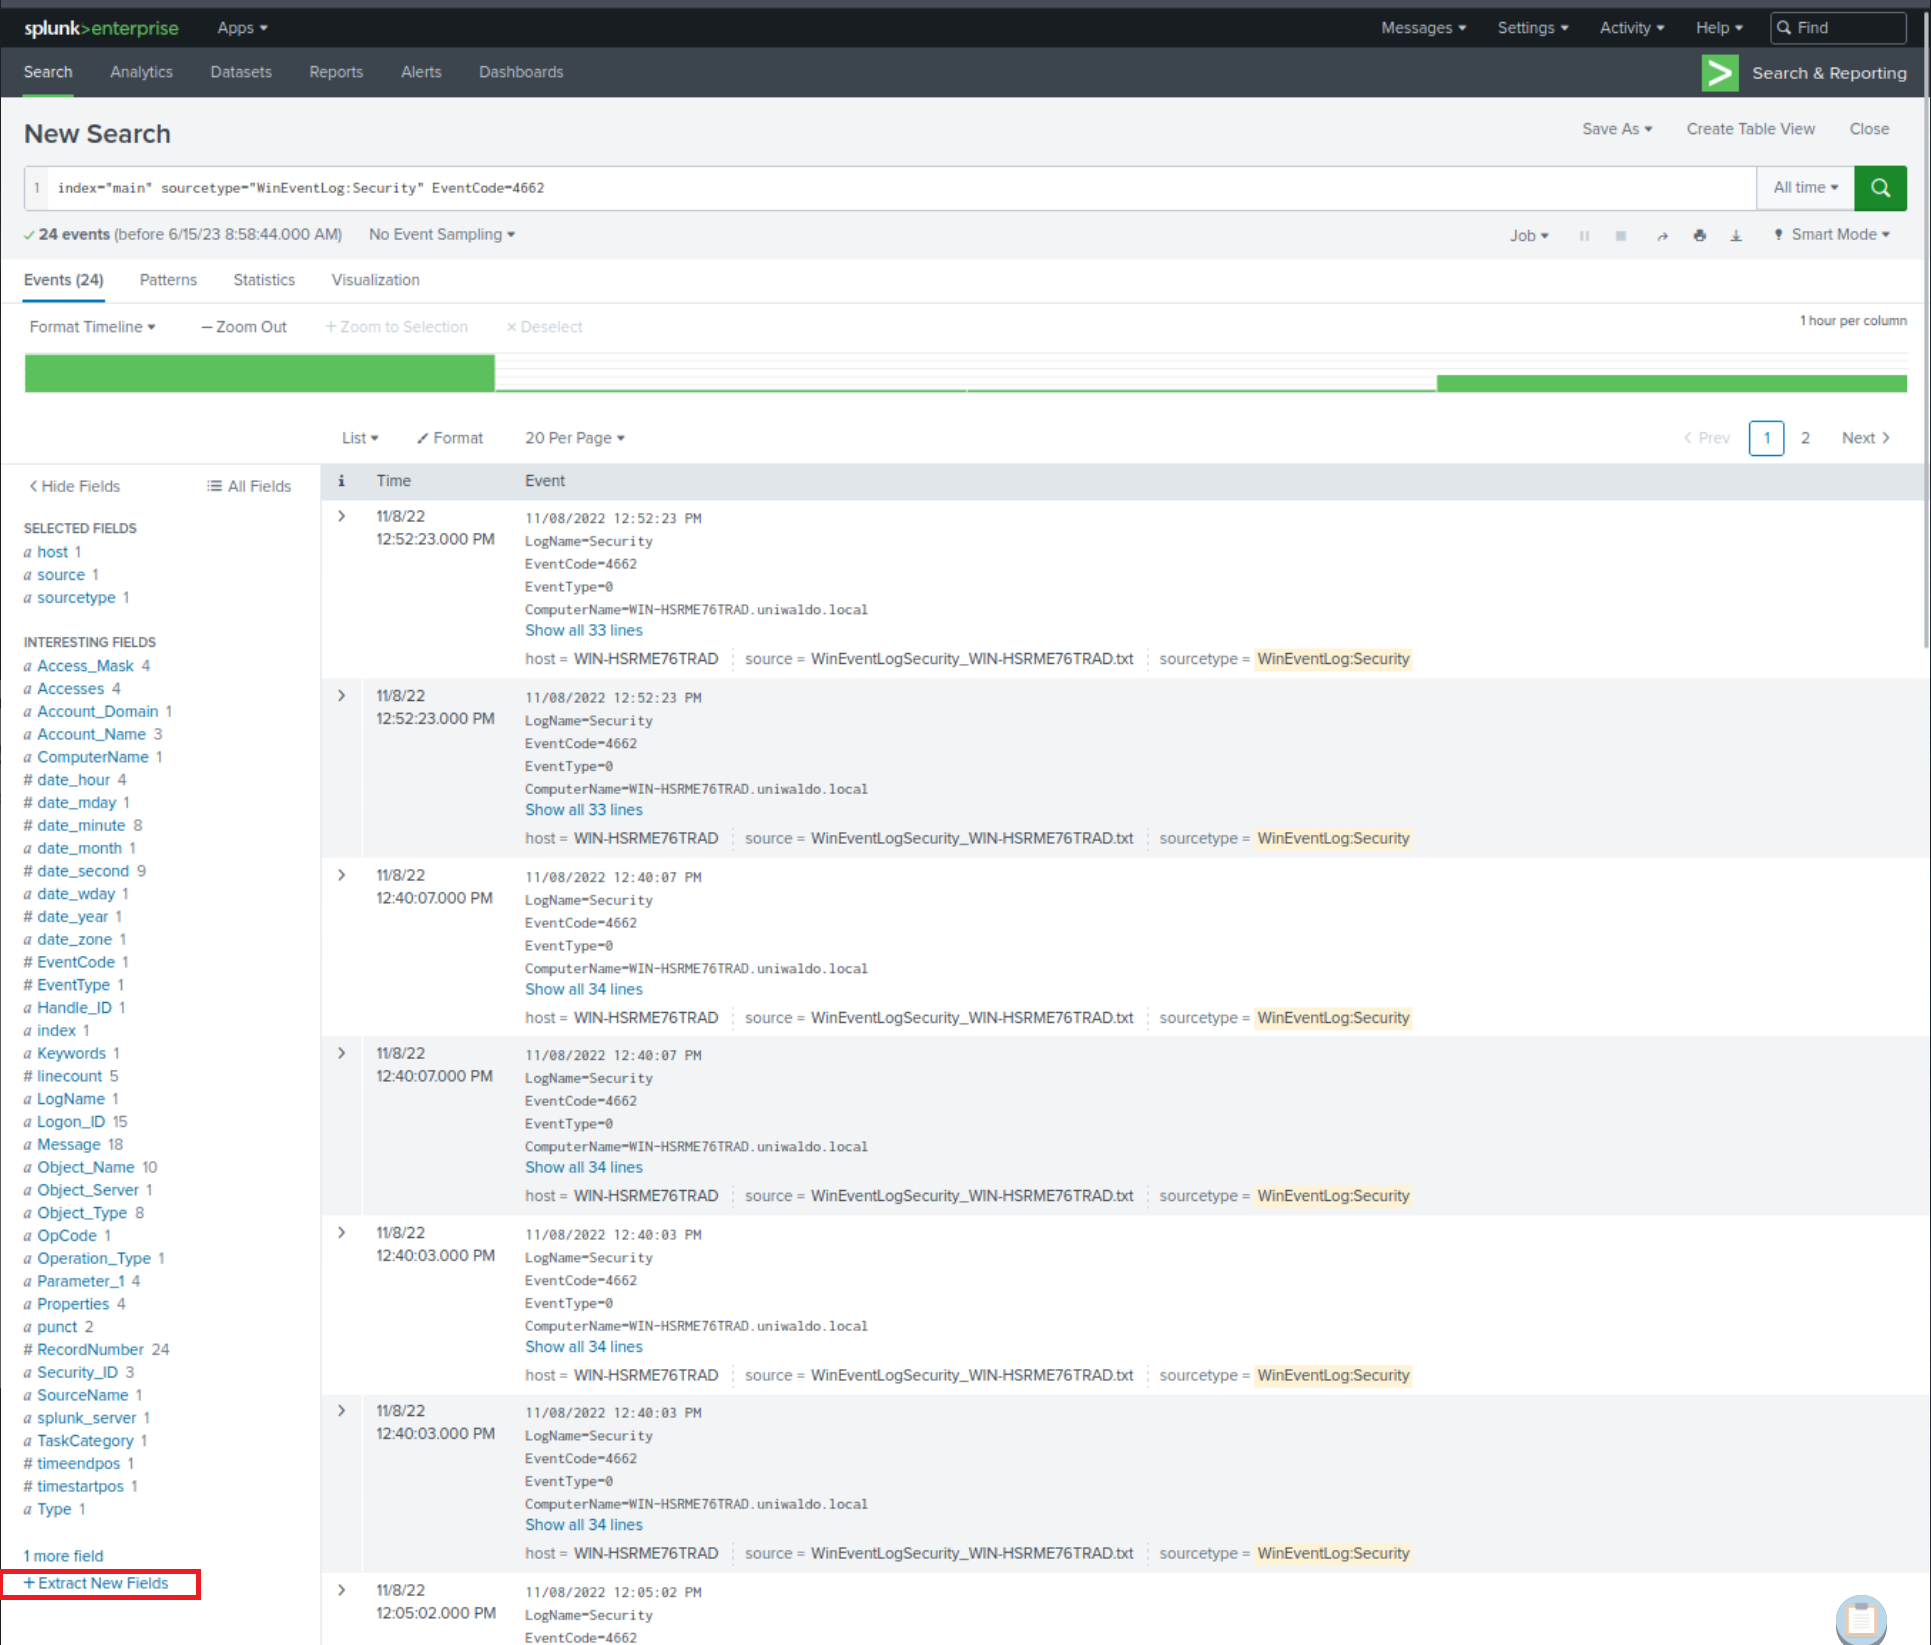 splunk>enterprise Apps Messages Settings Activity Help Find
Search Analytics Datasets Reports Alerts Dashboards Search & Reporting
New Search Save As Create Table View Close
1 index="main" sourcetype="WinEventLog:Security" EventCode=4662 All time
24 events (before 6/15/23 8:58:44.000 AM) No Event Sampling Job Smart Mode
Events (24) Patterns Statistics Visualization
Format Timeline — Zoom Out + Zoom to Selection × Deselect 1 hour per column
List Format 20 Per Page < Prev 1 2 Next >
< Hide Fields All Fields
SELECTED FIELDS
a host 1
a source 1
a sourcetype 1
INTERESTING FIELDS
a Access_Mask 4
a Accesses 4
a Account_Domain 1
a Account_Name 3
a ComputerName 1
# date_hour 4
# date_mday 1
# date_minute 8
a date_month 1
# date_second 9
a date_wday 1
# date_year 1
a date_zone 1
# EventCode 1
# EventType 1
a Handle_ID 1
a index 1
a Keywords 1
# linecount 5
a LogName 1
a Logon_ID 15
a Message 18
a Object_Name 10
a Object_Server 1
a Object_Type 8
a OpCode 1
a Operation_Type 1
a Parameter_1 4
a Properties 4
a punct 2
# RecordNumber 24
a Security_ID 3
a SourceName 1
a splunk_server 1
a TaskCategory 1
# timeendpos 1
# timestartpos 1
a Type 1
1 more field
+ Extract New Fields
i Time Event
> 11/8/22 11/08/2022 12:52:23 PM
12:52:23.000 PM LogName=Security
EventCode=4662
EventType=0
ComputerName=WIN-HSRME76TRAD.uniwaldo.local
Show all 33 lines
host = WIN-HSRME76TRAD source = WinEventLogSecurity_WIN-HSRME76TRAD.txt sourcetype = WinEventLog:Security
> 11/8/22 11/08/2022 12:52:23 PM
12:52:23.000 PM LogName=Security
EventCode=4662
EventType=0
ComputerName=WIN-HSRME76TRAD.uniwaldo.local
Show all 33 lines
host = WIN-HSRME76TRAD source = WinEventLogSecurity_WIN-HSRME76TRAD.txt sourcetype = WinEventLog:Security
> 11/8/22 11/08/2022 12:40:07 PM
12:40:07.000 PM LogName=Security
EventCode=4662
EventType=0
ComputerName=WIN-HSRME76TRAD.uniwaldo.local
Show all 34 lines
host = WIN-HSRME76TRAD source = WinEventLogSecurity_WIN-HSRME76TRAD.txt sourcetype = WinEventLog:Security
> 11/8/22 11/08/2022 12:40:07 PM
12:40:07.000 PM LogName=Security
EventCode=4662
EventType=0
ComputerName=WIN-HSRME76TRAD.uniwaldo.local
Show all 34 lines
host = WIN-HSRME76TRAD source = WinEventLogSecurity_WIN-HSRME76TRAD.txt sourcetype = WinEventLog:Security
> 11/8/22 11/08/2022 12:40:03 PM
12:40:03.000 PM LogName=Security
EventCode=4662
EventType=0
ComputerName=WIN-HSRME76TRAD.uniwaldo.local
Show all 34 lines
host = WIN-HSRME76TRAD source = WinEventLogSecurity_WIN-HSRME76TRAD.txt sourcetype = WinEventLog:Security
> 11/8/22 11/08/2022 12:40:03 PM
12:40:03.000 PM LogName=Security
EventCode=4662
EventType=0
ComputerName=WIN-HSRME76TRAD.uniwaldo.local
Show all 34 lines
host = WIN-HSRME76TRAD source = WinEventLogSecurity_WIN-HSRME76TRAD.txt sourcetype = WinEventLog:Security
> 11/8/22 11/08/2022 12:05:02 PM
12:05:02.000 PM LogName=Security
EventCode=4662